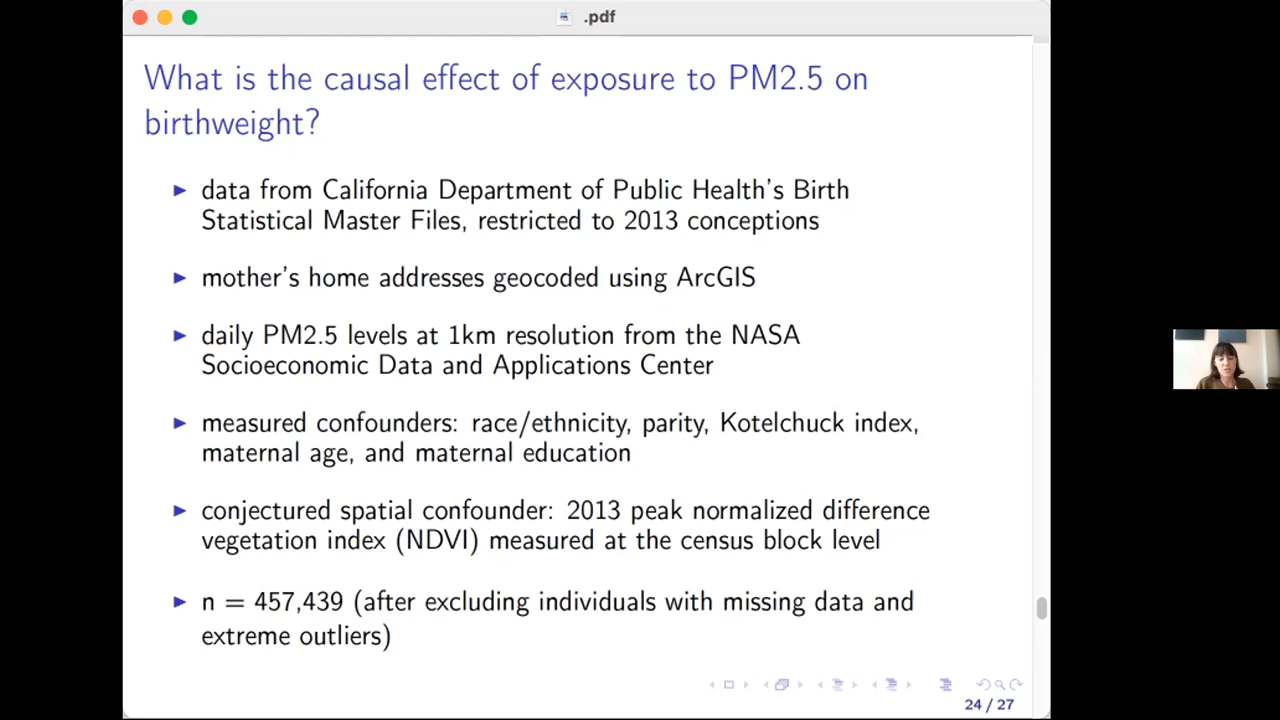 .pdf
What is the causal effect of exposure to PM2.5 on
birthweight?
▶ data from California Department of Public Health's Birth
Statistical Master Files, restricted to 2013 conceptions
▶ mother's home addresses geocoded using ArcGIS
▶ daily PM2.5 levels at 1km resolution from the NASA
Socioeconomic Data and Applications Center
▶ measured confounders: race/ethnicity, parity, Kotelchuck index,
maternal age, and maternal education
▶ conjectured spatial confounder: 2013 peak normalized difference
vegetation index (NDVI) measured at the census block level
▶ n = 457,439 (after excluding individuals with missing data and
extreme outliers)
24 / 27